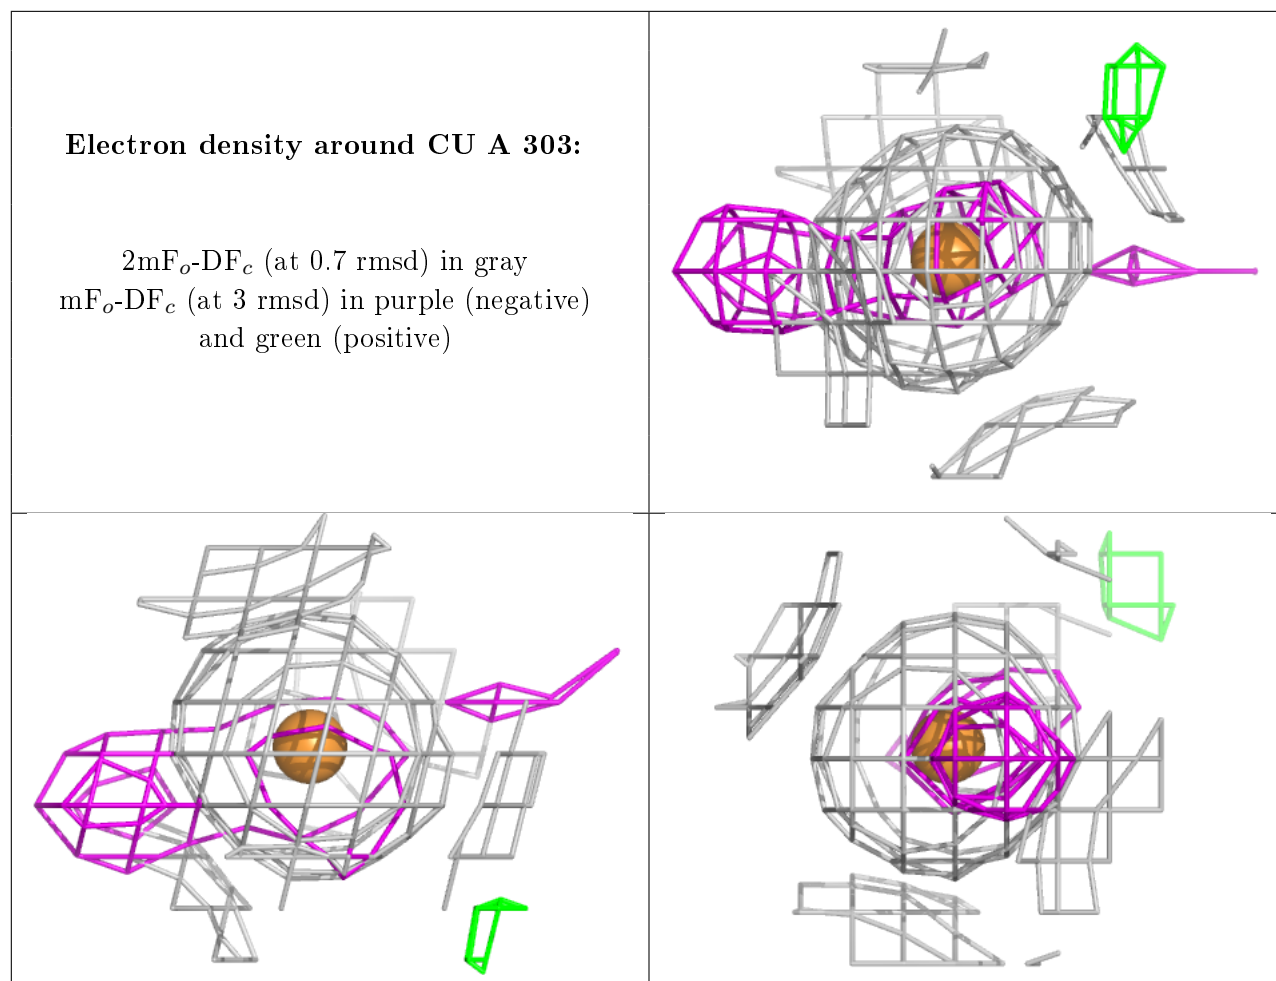 Electron density around CU A 303:
2mFo-DFc (at 0.7 rmsd) in gray
mFo-DFc (at 3 rmsd) in purple (negative)
and green (positive)